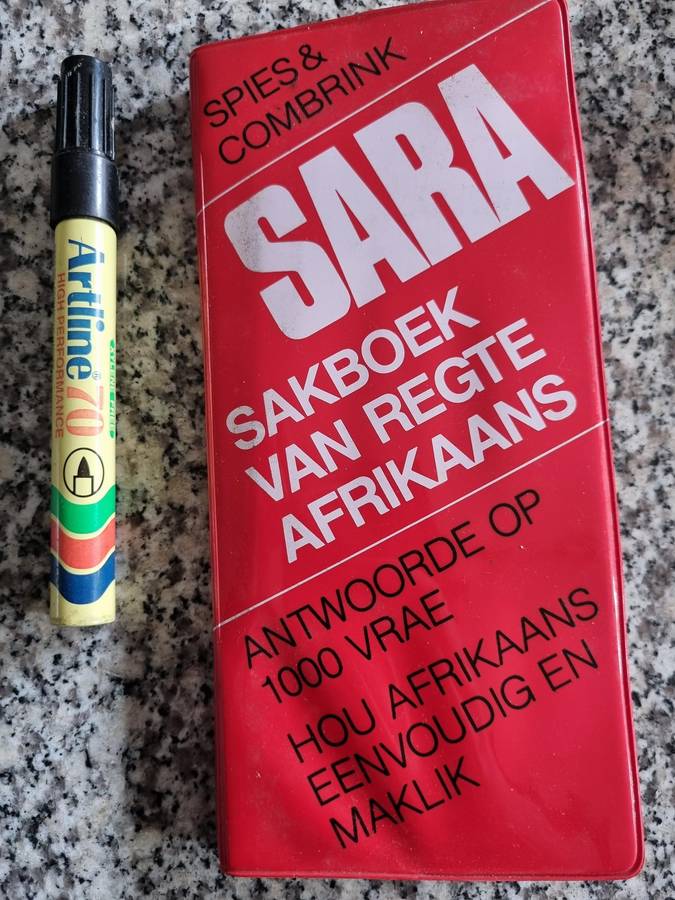 SPIES &
COMBRINK
SARA
SAKBOEK
VAN REGTE
AFRIKAANS
ANTWOORDE OP
1000 VRAE
HOU AFRIKAANS
EENVOUDIG EN
MAKLIK
Artline® 70
HIGH PERFORMANCE